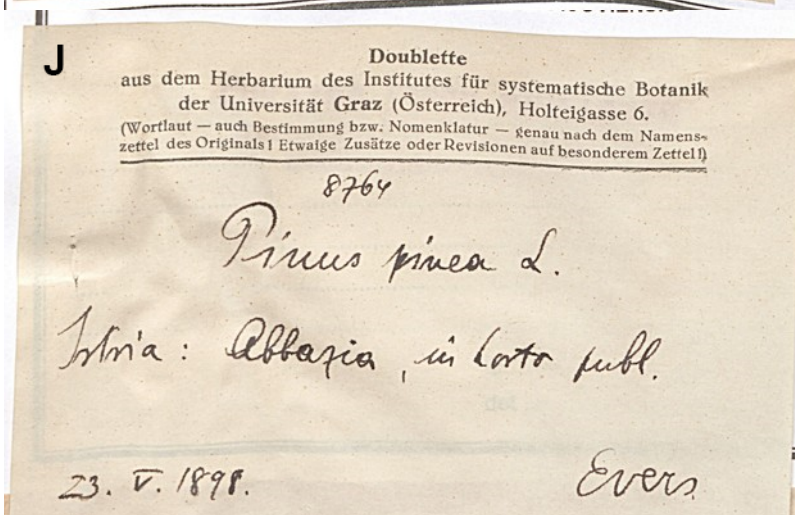 J
Doublette
aus dem Herbarium des Institutes für systematische Botanik
der Universität Graz (Österreich), Holteigasse 6.
(Wortlaut — auch Bestimmung bzw. Nomenklatur — genau nach dem Namens-
zettel des Originals! Etwaige Zusätze oder Revisionen auf besonderem Zettel!)
8764
Pinus pinea L.
Istria: Abbazia, in horto publ.
23. V. 1898.
Evers